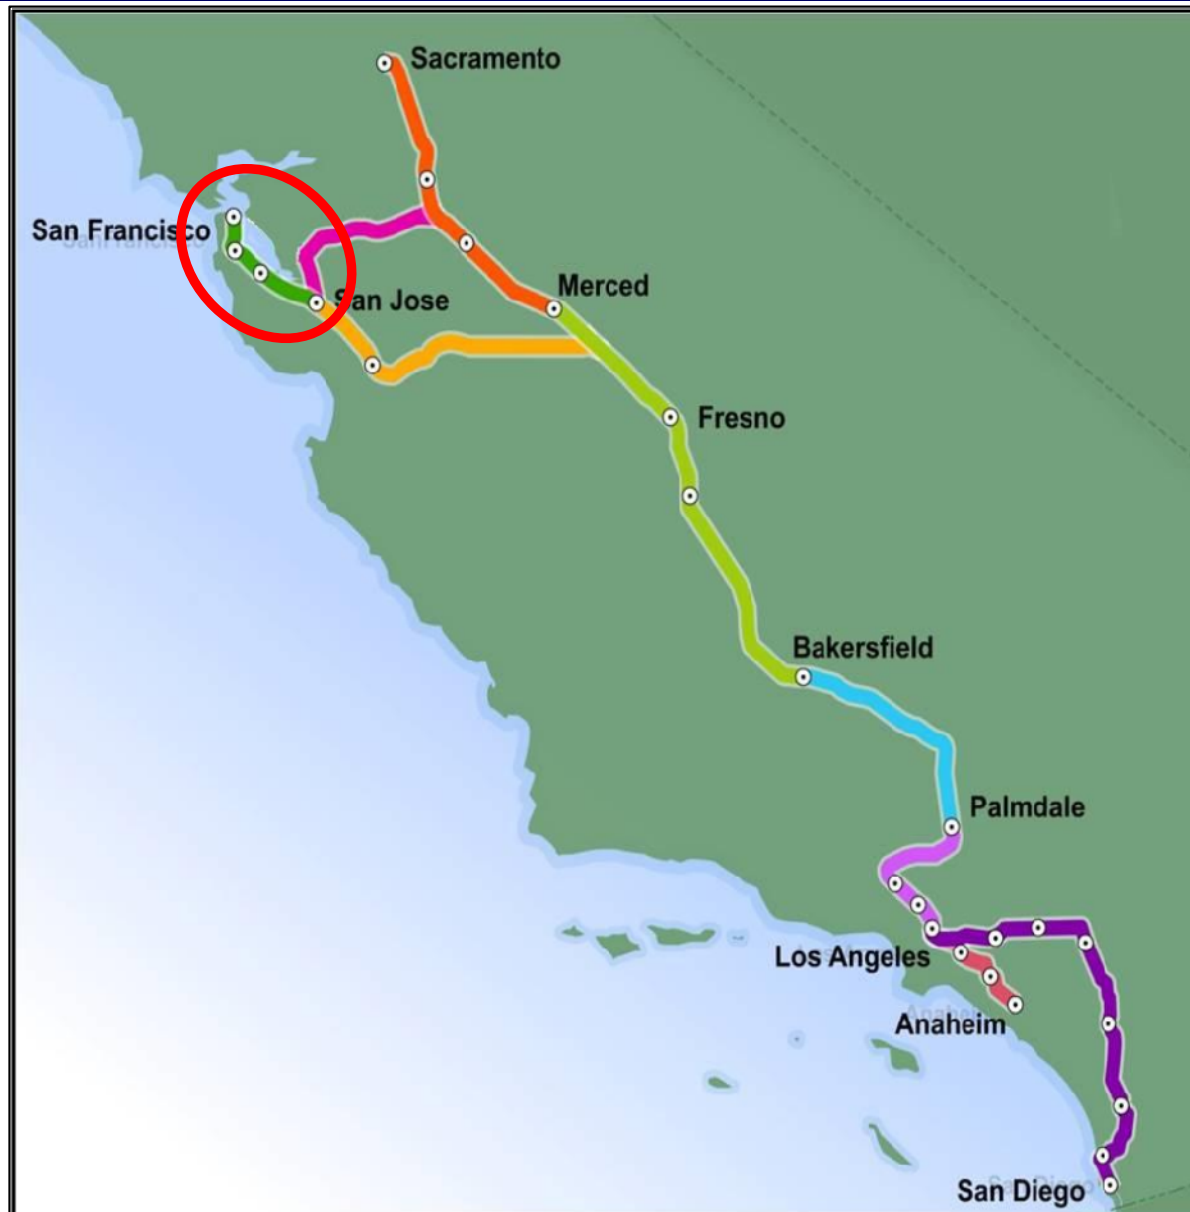 Sacramento
San Francisco
Merced
San Jose
Fresno
Bakersfield
Palmdale
Los Angeles
Anaheim
San Diego